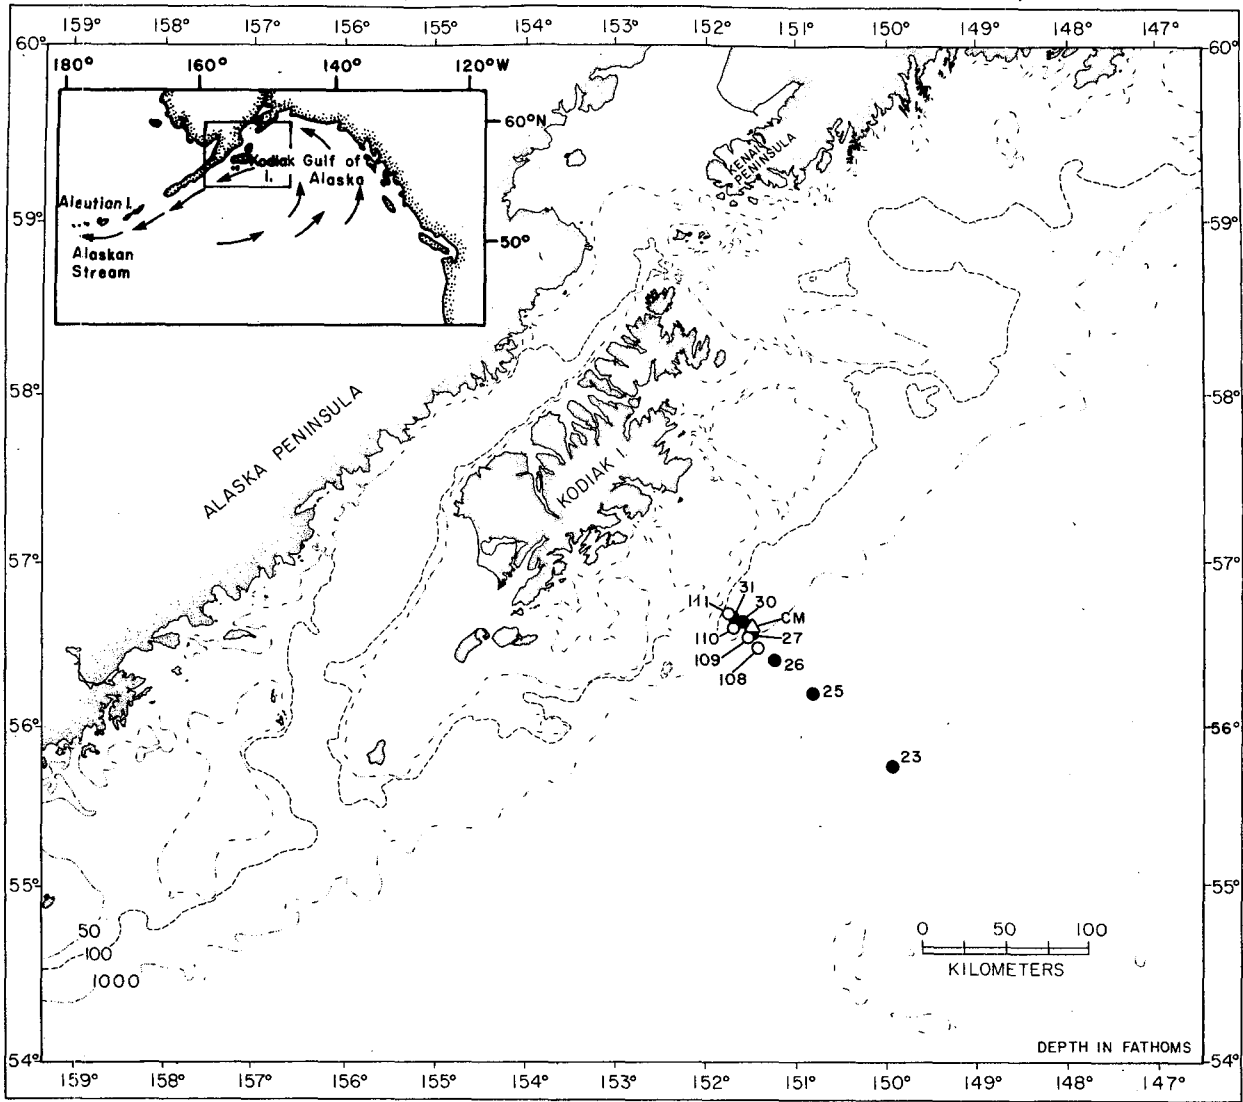 159° 158° 157° 156° 155° 154° 153° 152° 151° 150° 149° 148° 147°
60° 60°
180° 160° 140° 120°W
60°N
Kodiak Gulf of
I. Alaska
Aleutian I.
50°
Alaskan
Stream
KENAI
PENINSULA
59° 59°
58° 58°
ALASKA PENINSULA
KODIAK I.
57° 57°
31
111 30
CM
110 27
109 26
108
25
56° 56°
23
55° 55°
50
100
1000
0 50 100
KILOMETERS
54° 54°
DEPTH IN FATHOMS
159° 158° 157° 156° 155° 154° 153° 152° 151° 150° 149° 148° 147°